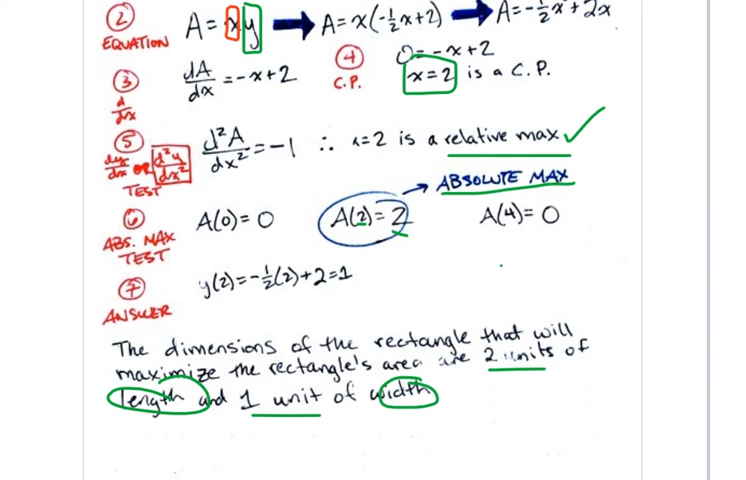 ② EQUATION A = xy → A = x(-½x+2) → A = -½x² + 2x
③ d/dx dA/dx = -x+2 ④ C.P. 0 = -x+2
x=2 is a C.P.
⑤ dy/dx OR d²y/dx² TEST d²A/dx² = -1 ∴ x=2 is a relative max ✓
→ ABSOLUTE MAX
⑥ ABS. MAX TEST A(0) = 0 A(2) = 2 A(4) = 0
⑦ ANSWER y(2) = -½(2)+2=1
The dimensions of the rectangle that will
maximize the rectangle's area are 2 units of
length and 1 unit of width